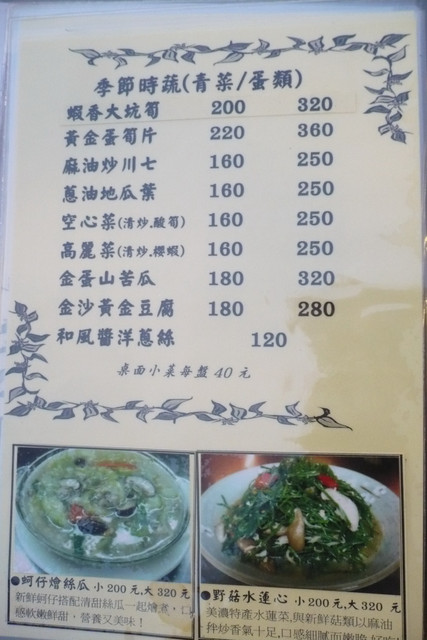 季節時蔬(青菜/蛋類)
蝦香大坑筍 200 320
黃金蛋筍片 220 360
麻油炒川七 160 250
蔥油地瓜葉 160 250
空心菜(清炒.酸筍) 160 250
高麗菜(清炒.櫻蝦) 160 250
金蛋山苦瓜 180 320
金沙黃金豆腐 180 280
和風醬洋蔥絲 120
桌面小菜每盤 40 元
●蚵仔燴絲瓜 小200元,大320元
新鮮蚵仔搭配清甜絲瓜一起燴煮,口
感軟嫩鮮甜,營養又美味!
●野菇水蓮心 小200元,大320元
美濃特產水蓮菜,與新鮮菇類以麻油
拌炒香氣十足,口感細膩而